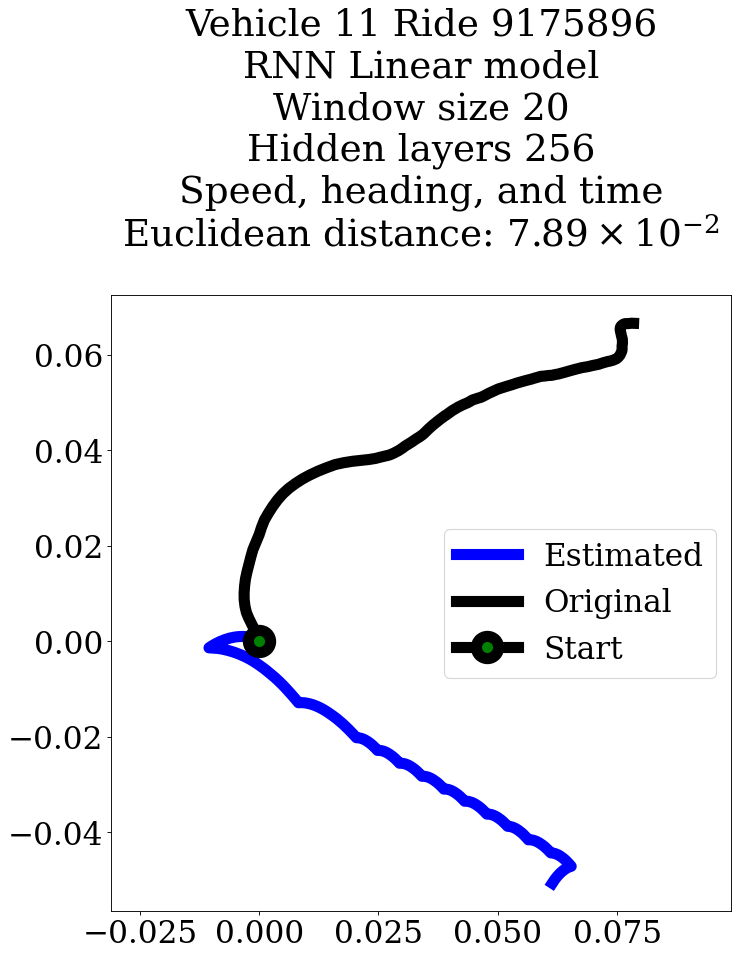 Vehicle 11 Ride 9175896
RNN Linear model
Window size 20
Hidden layers 256
Speed, heading, and time
Euclidean distance: 7.89 × 10⁻²
0.06
0.04
0.02
0.00
−0.02
−0.04
Estimated
Original
Start
−0.025 0.000 0.025 0.050 0.075